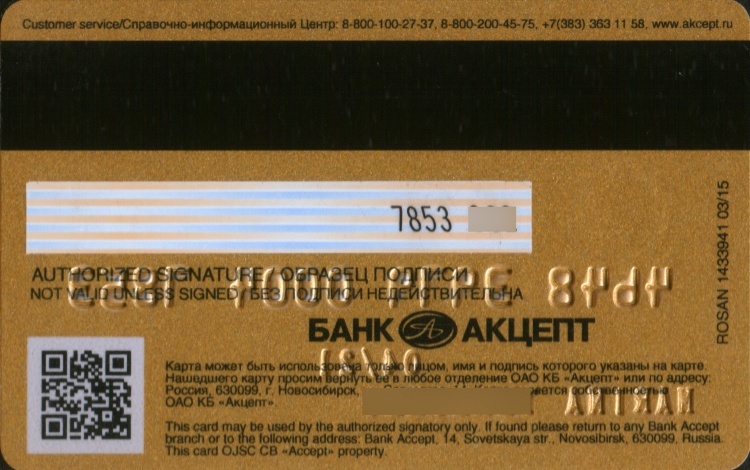 Customer service/Справочно-информационный Центр: 8-800-100-27-37, 8-800-200-45-75, +7(383) 363 11 58, www.akcept.ru
7853
ROSAN 1433941 03/15
AUTHORIZED SIGNATURE / ОБРАЗЕЦ ПОДПИСИ
NOT VALID UNLESS SIGNED / БЕЗ ПОДПИСИ НЕДЕЙСТВИТЕЛЬНА
БАНК АКЦЕПТ
Карта может быть использована только лицом, имя и подпись которого указаны на карте.
Нашедшего карту просим вернуть ее в любое отделение ОАО КБ «Акцепт» или по адресу:
Россия, 630099, г. Новосибирск, собственностью
ОАО КБ «Акцепт».
This card may be used by the authorized signatory only. If found please return to any Bank Accept
branch or to the following address: Bank Accept, 14, Sovetskaya str., Novosibirsk, 630099, Russia.
This card OJSC CB «Accept» property.